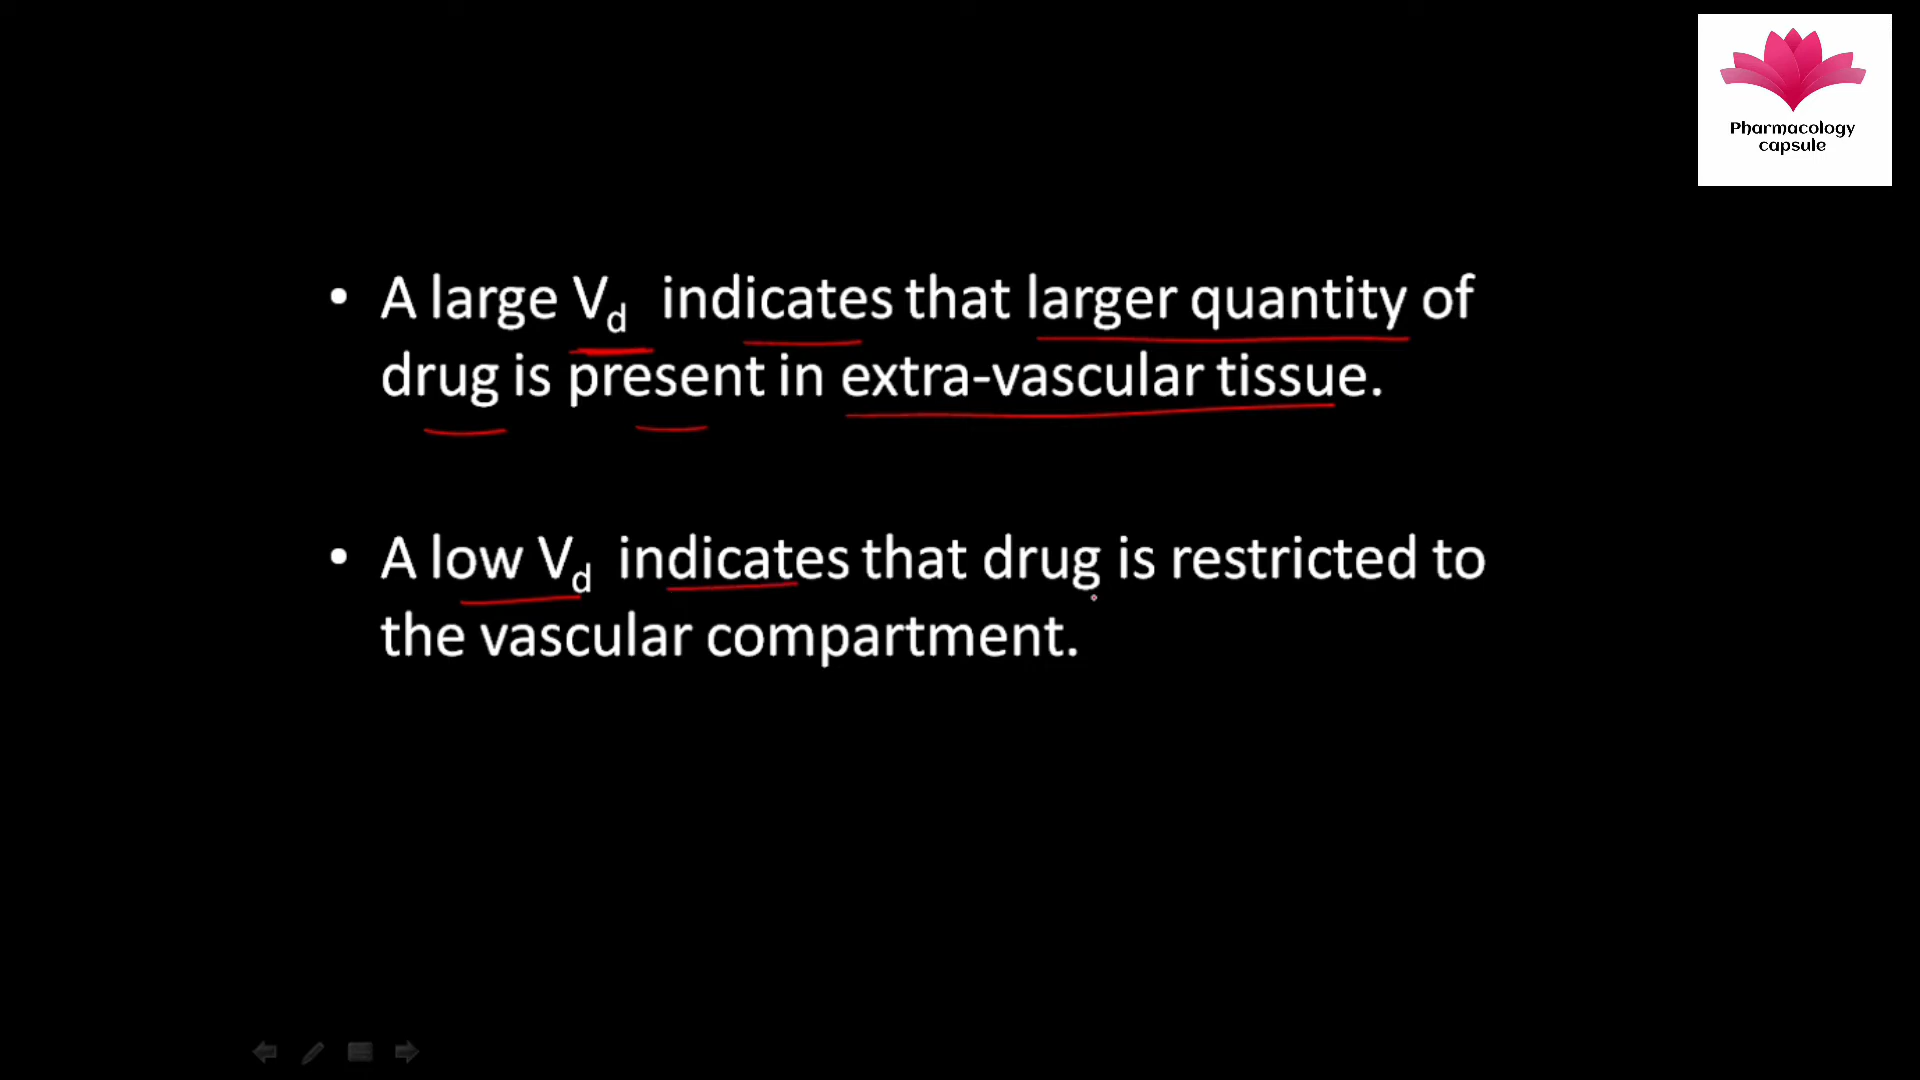 Pharmacology
capsule
• A large Vd indicates that larger quantity of
drug is present in extra-vascular tissue.
• A low Vd indicates that drug is restricted to
the vascular compartment.